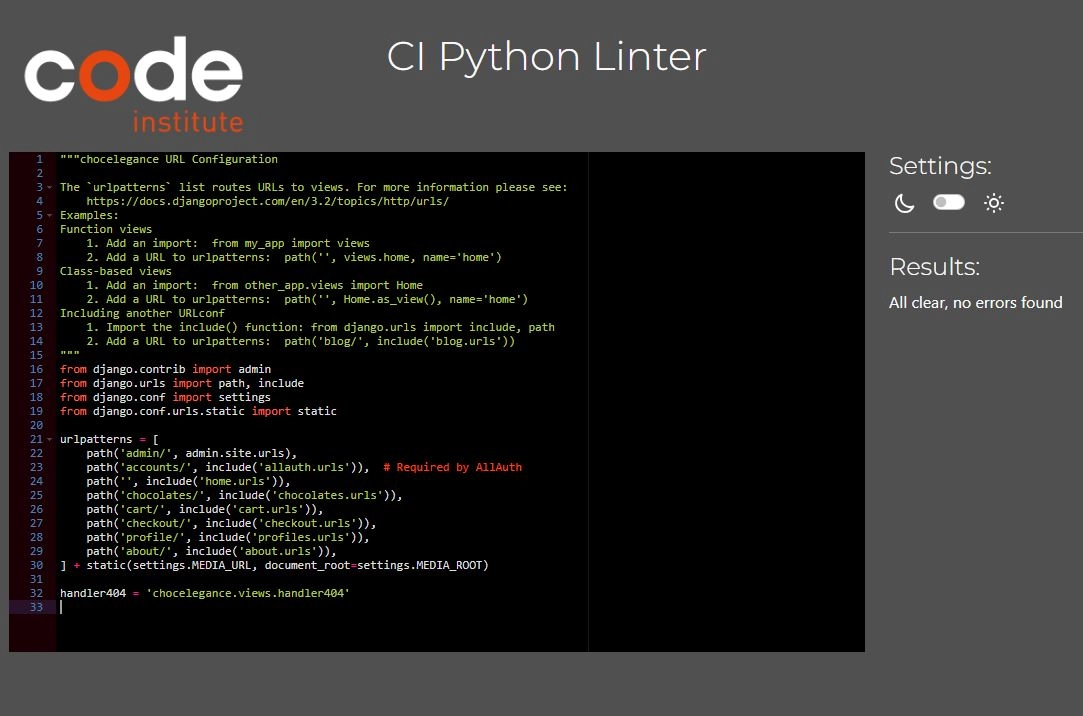 code
institute
CI Python Linter
1 """chocelegance URL Configuration
2
3 The `urlpatterns` list routes URLs to views. For more information please see:
4     https://docs.djangoproject.com/en/3.2/topics/http/urls/
5 Examples:
6 Function views
7     1. Add an import:  from my_app import views
8     2. Add a URL to urlpatterns:  path('', views.home, name='home')
9 Class-based views
10     1. Add an import:  from other_app.views import Home
11     2. Add a URL to urlpatterns:  path('', Home.as_view(), name='home')
12 Including another URLconf
13     1. Import the include() function: from django.urls import include, path
14     2. Add a URL to urlpatterns:  path('blog/', include('blog.urls'))
15 """
16 from django.contrib import admin
17 from django.urls import path, include
18 from django.conf import settings
19 from django.conf.urls.static import static
20
21 urlpatterns = [
22     path('admin/', admin.site.urls),
23     path('accounts/', include('allauth.urls')),  # Required by AllAuth
24     path('', include('home.urls')),
25     path('chocolates/', include('chocolates.urls')),
26     path('cart/', include('cart.urls')),
27     path('checkout/', include('checkout.urls')),
28     path('profile/', include('profiles.urls')),
29     path('about/', include('about.urls')),
30 ] + static(settings.MEDIA_URL, document_root=settings.MEDIA_ROOT)
31
32 handler404 = 'chocelegance.views.handler404'
33
Settings:
Results:
All clear, no errors found